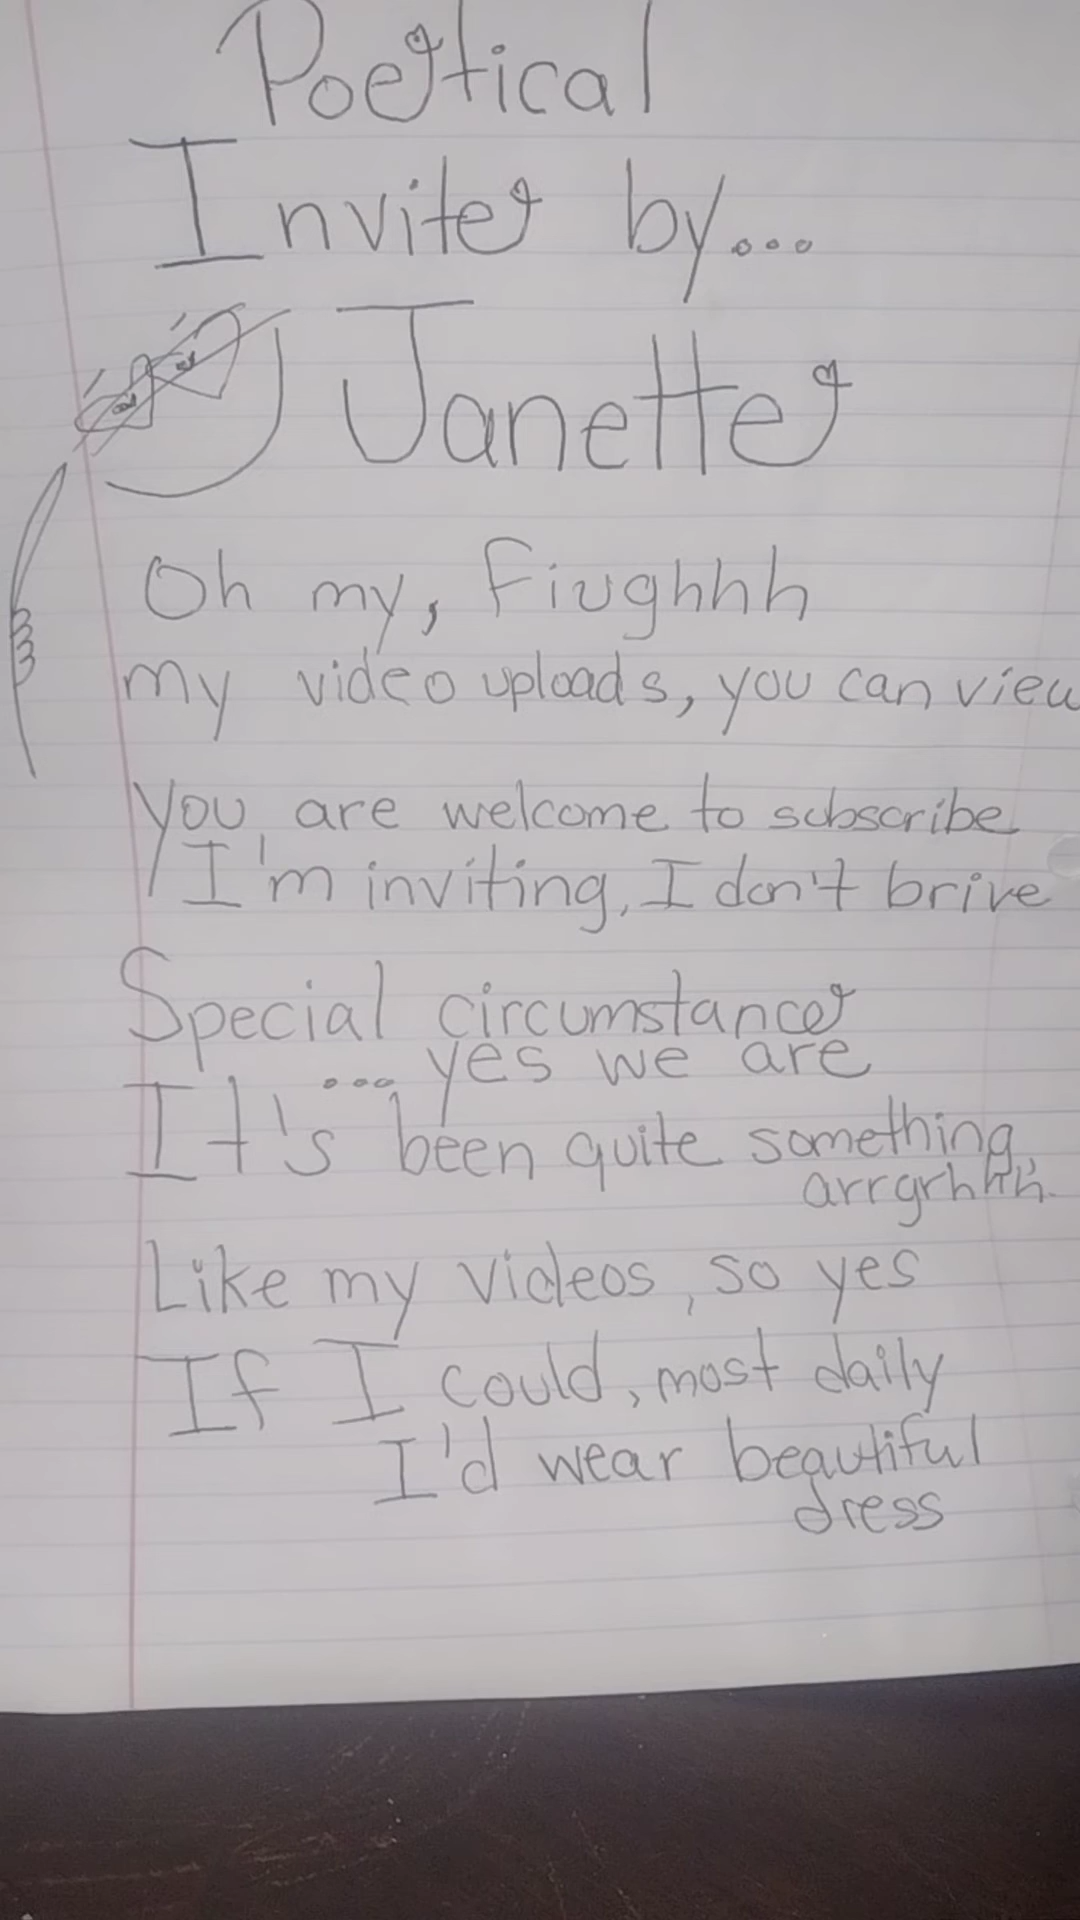 Poetical
Invite by...
Janette
Oh my, Fiughhh
my video uploads, you can view
You are welcome to subscribe
I'm inviting, I don't brive
Special circumstance
... yes we are
It's been quite something
arrgrhhh.
Like my videos, so yes
If I could, most daily
I'd wear beautiful
dress